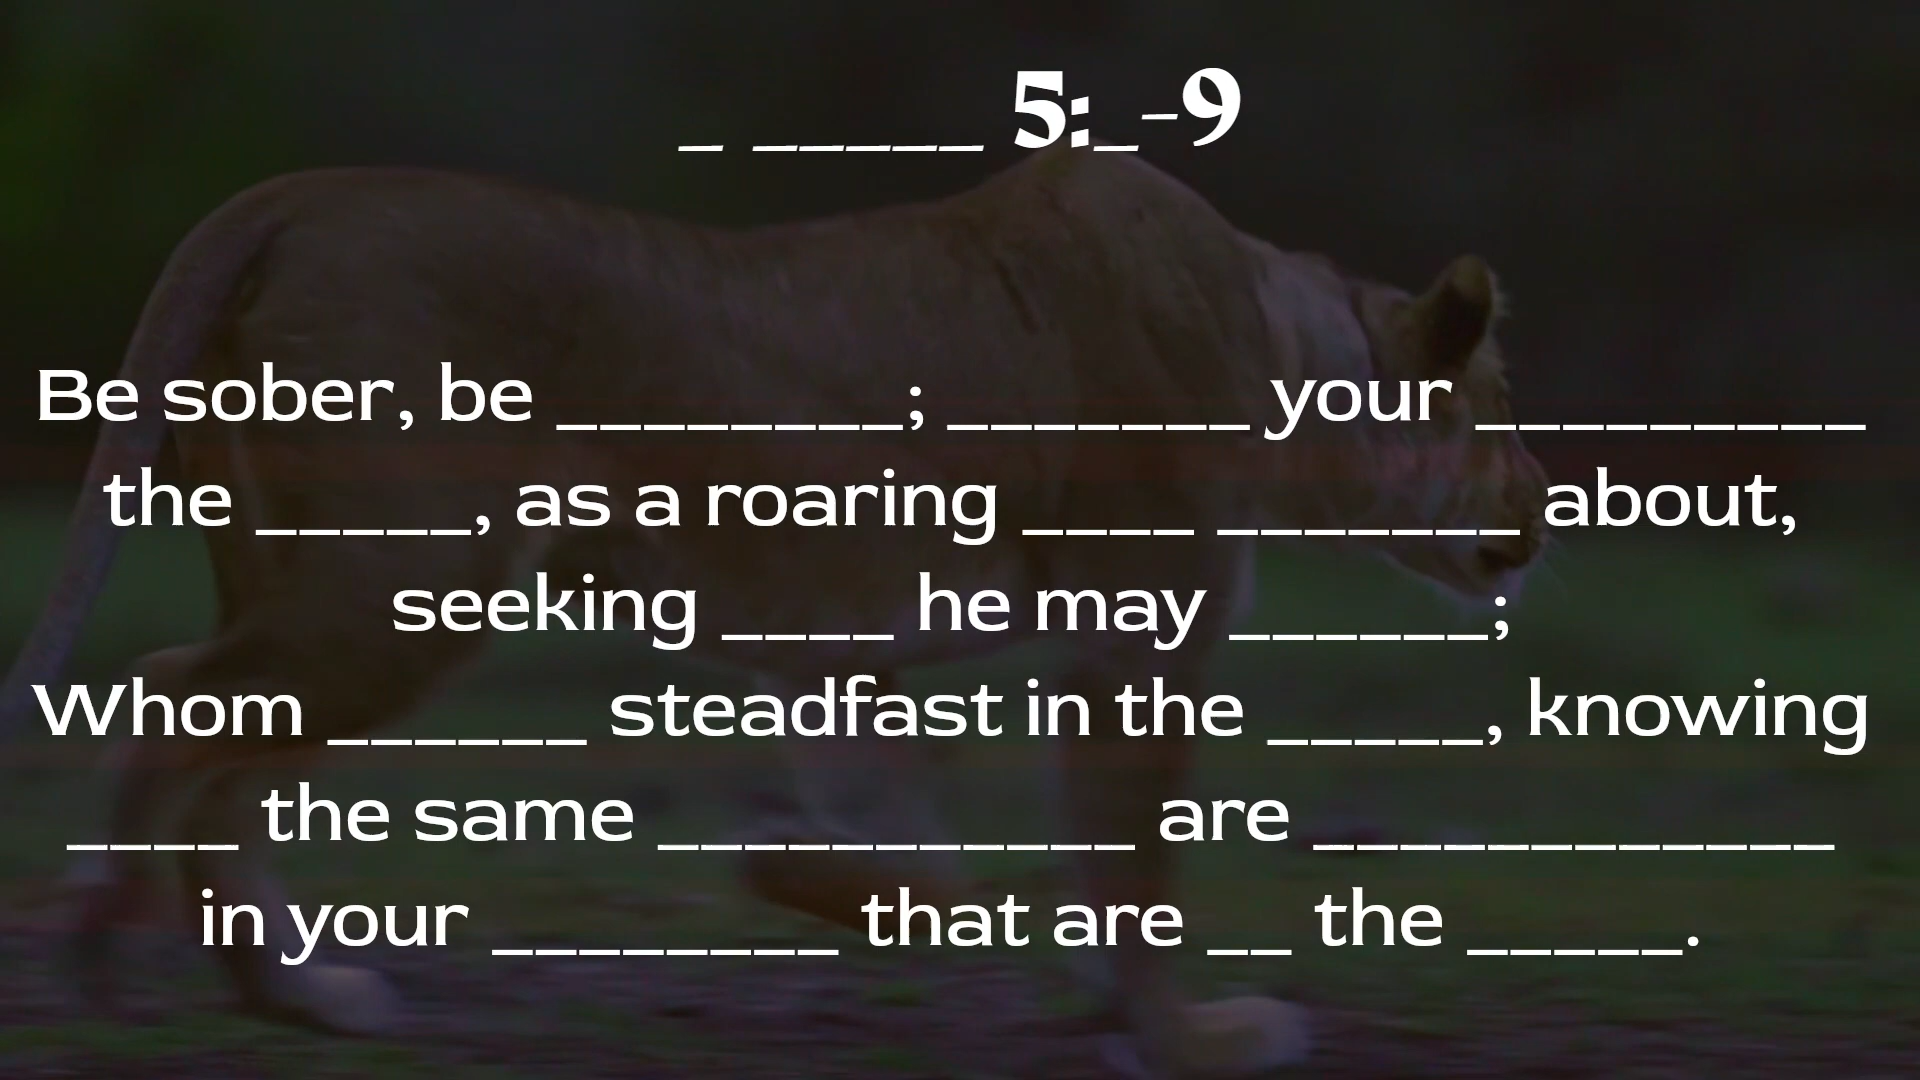 _ _____ 5:_-9
Be sober, be ________; _______ your _________
the _____, as a roaring ____ _______ about,
seeking ____ he may ______;
Whom ______ steadfast in the _____, knowing
____ the same ___________ are ____________
in your ________ that are __ the _____.